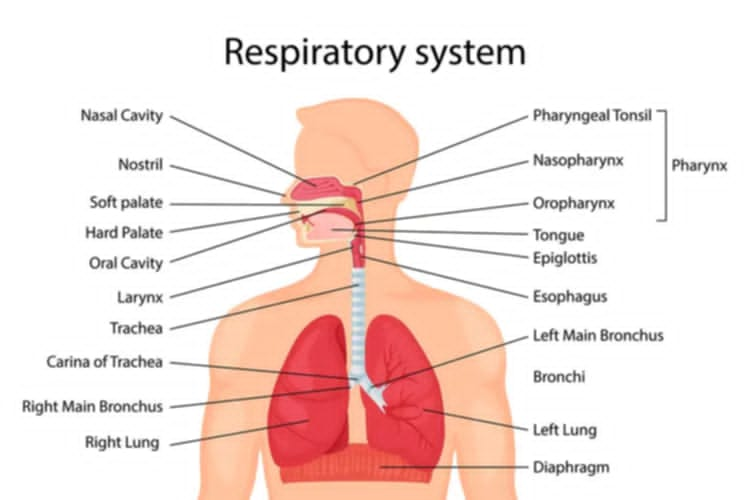 Respiratory system
Nasal Cavity
Nostril
Soft palate
Hard Palate
Oral Cavity
Larynx
Trachea
Carina of Trachea
Right Main Bronchus
Right Lung
Pharyngeal Tonsil
Nasopharynx
Pharynx
Oropharynx
Tongue
Epiglottis
Esophagus
Left Main Bronchus
Bronchi
Left Lung
Diaphragm